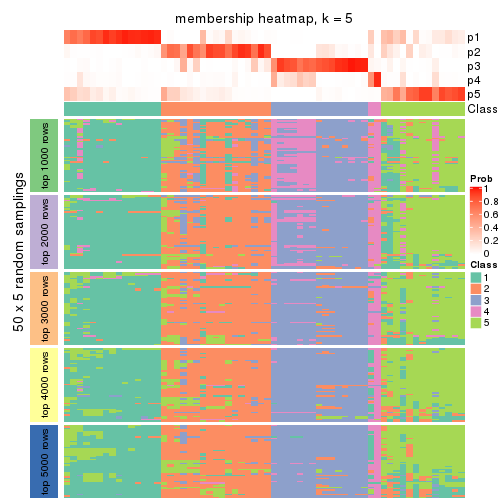 membership heatmap, k = 5
p1
p2
p3
p4
p5
Class
50 x 5 random samplings
top 1000 rows
top 2000 rows
top 3000 rows
top 4000 rows
top 5000 rows
Prob
1
0.8
0.6
0.4
0.2
0
Class
1
2
3
4
5